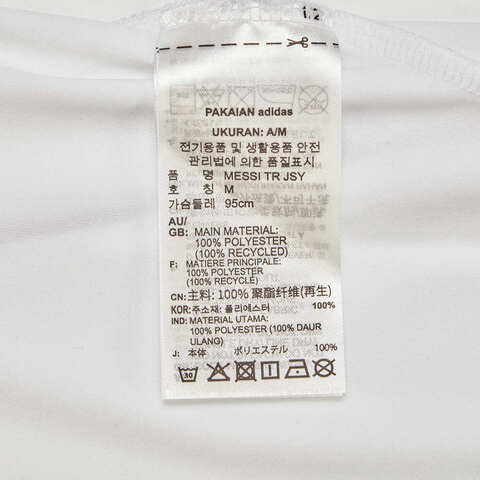 1.2
PAKAIAN adidas
UKURAN: A/M
전기용품 및 생활용품 안전
관리법에 의한 품질표시
품 명 MESSI TR JSY
호 칭 M
가슴둘레 95cm
AU/
GB: MAIN MATERIAL:
100% POLYESTER
(100% RECYCLED)
F: MATIERE PRINCIPALE:
100% POLYESTER
(100% RECYCLE)
CN: 主料: 100% 聚酯纤维(再生)
KOR: 주소재: 폴리에스터
IND: MATERIAL UTAMA:
100% POLYESTER (100% DAUR
ULANG)
J: 本体 ポリエステル 100%
30